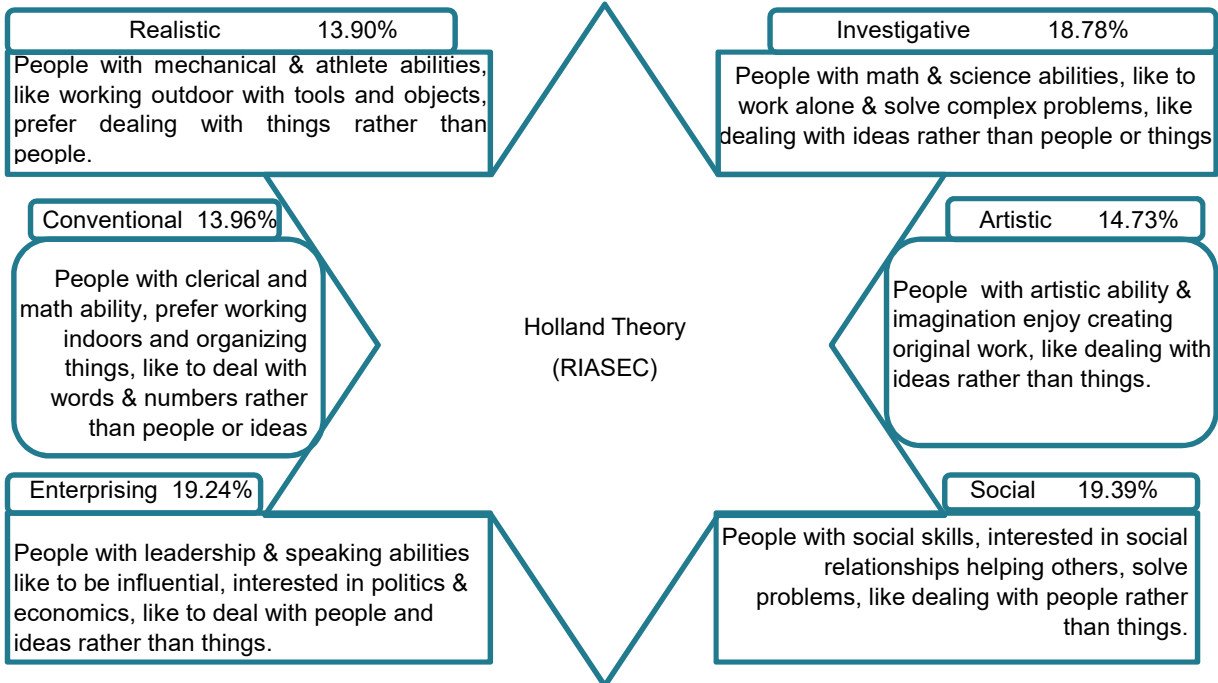 Realistic 13.90%
People with mechanical & athlete abilities,
like working outdoor with tools and objects,
prefer dealing with things rather than
people.
Investigative 18.78%
People with math & science abilities, like to
work alone & solve complex problems, like
dealing with ideas rather than people or things
Conventional 13.96%
People with clerical and
math ability, prefer working
indoors and organizing
things, like to deal with
words & numbers rather
than people or ideas
Holland Theory
(RIASEC)
Artistic 14.73%
People with artistic ability &
imagination enjoy creating
original work, like dealing with
ideas rather than things.
Enterprising 19.24%
People with leadership & speaking abilities
like to be influential, interested in politics &
economics, like to deal with people and
ideas rather than things.
Social 19.39%
People with social skills, interested in social
relationships helping others, solve
problems, like dealing with people rather
than things.